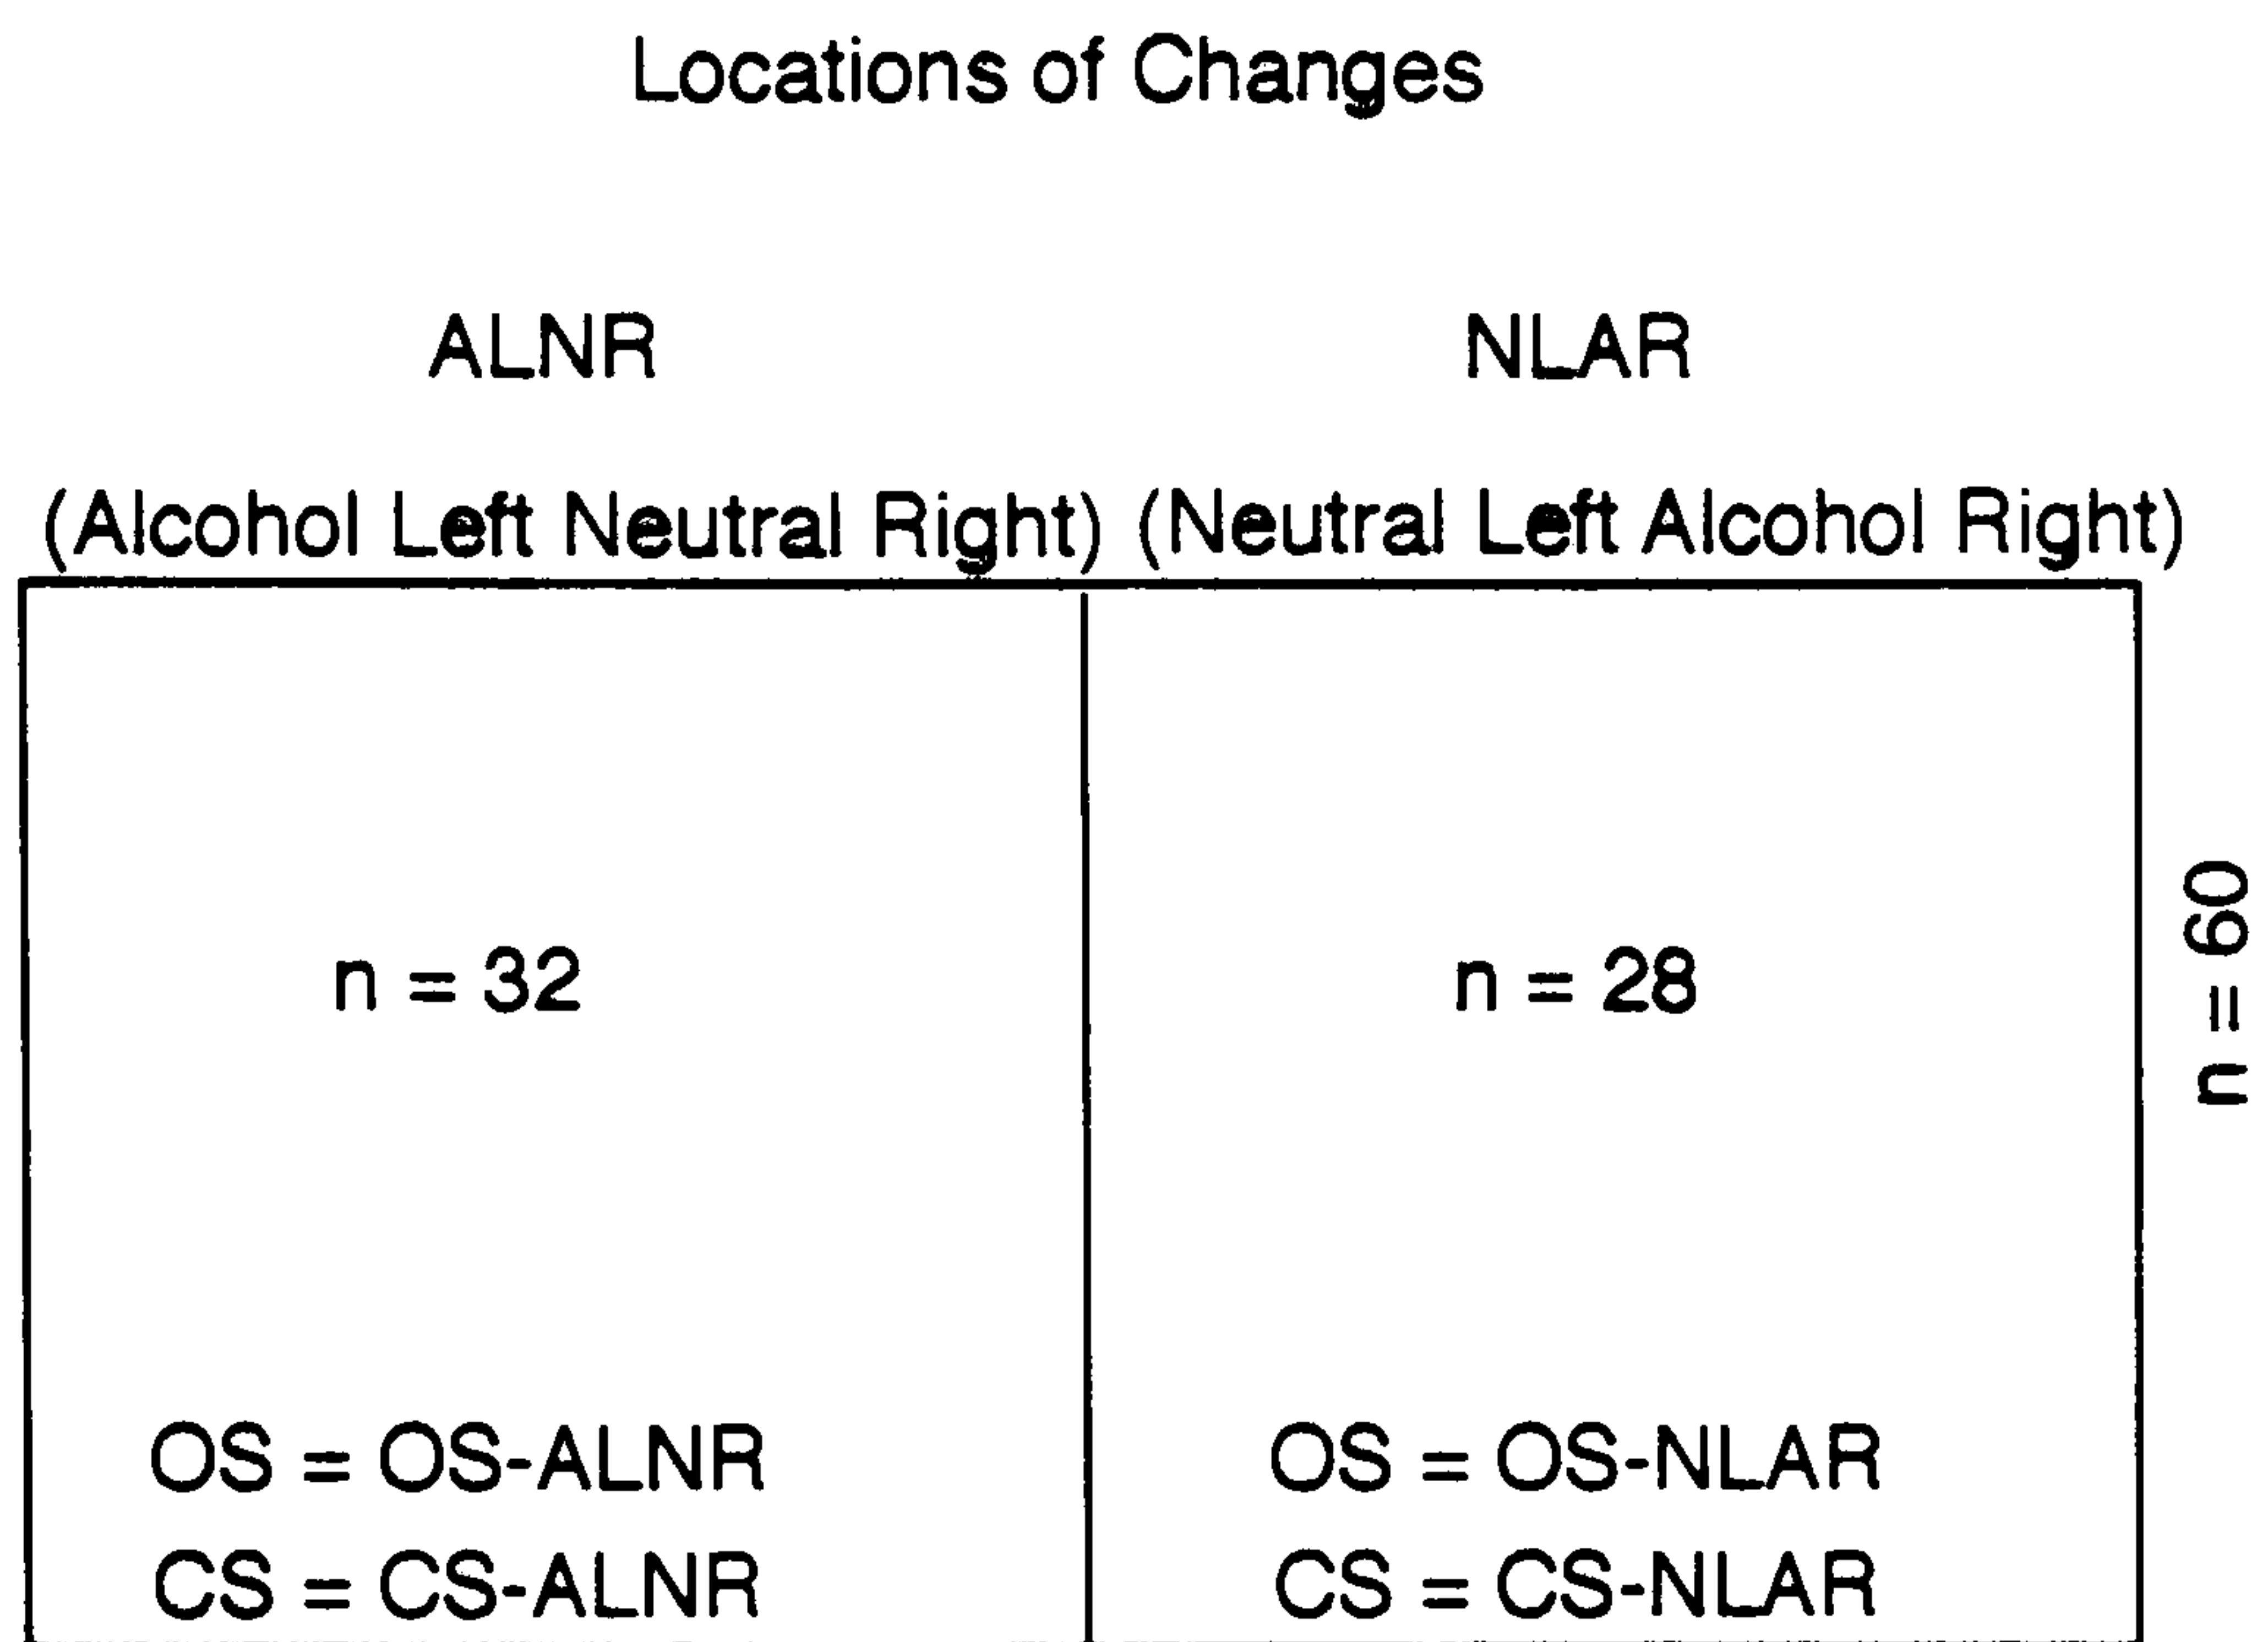 Locations of Changes
ALNR NLAR
(Alcohol Left Neutral Right) (Neutral Left Alcohol Right)
n = 32 n = 28
n = 60
OS = OS-ALNR OS = OS-NLAR
CS = CS-ALNR CS = CS-NLAR